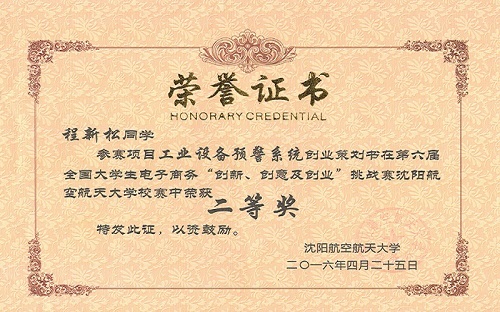 荣誉证书
HONORARY CREDENTIAL
程新松同学
参赛项目工业设备预警系统创业策划书在第六届
全国大学生电子商务“创新、创意及创业”挑战赛沈阳航
空航天大学校赛中荣获
二等奖
特发此证，以资鼓励。
沈阳航空航天大学
二〇一六年四月二十五日